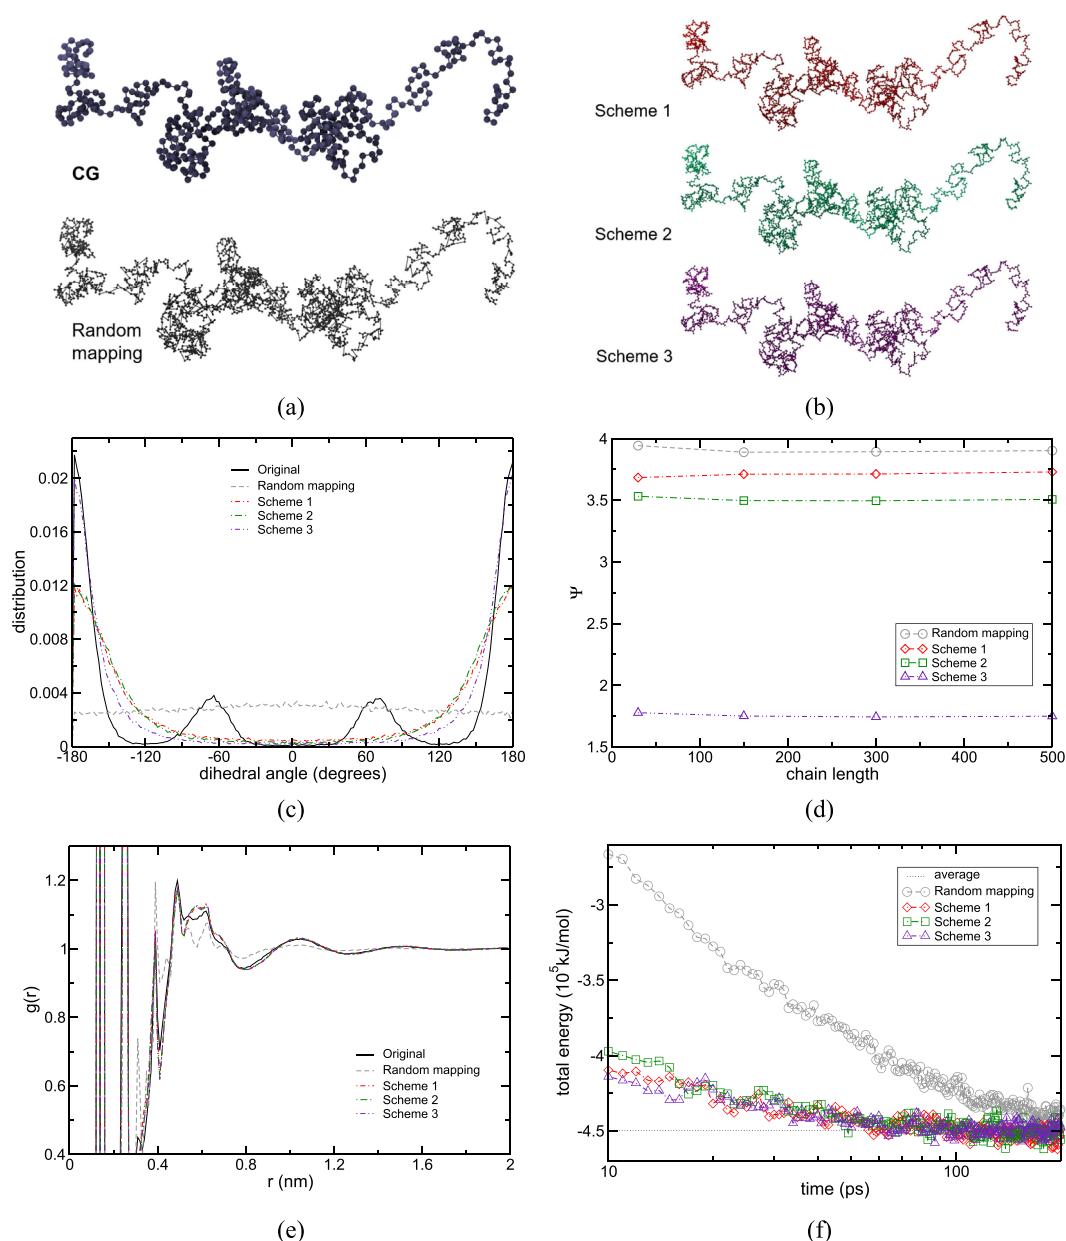 CG
Random
mapping
(a)
Scheme 1
Scheme 2
Scheme 3
(b)
distribution
0.02
0.016
0.012
0.008
0.004
0
-180
-120
-60
0
60
120
180
dihedral angle (degrees)
Original
Random mapping
Scheme 1
Scheme 2
Scheme 3
(c)
Ψ
4
3.5
3
2.5
2
1.5
0
100
200
300
400
500
chain length
Random mapping
Scheme 1
Scheme 2
Scheme 3
(d)
g(r)
1.2
1
0.8
0.6
0.4
0
0.4
0.8
1.2
1.6
2
r (nm)
Original
Random mapping
Scheme 1
Scheme 2
Scheme 3
(e)
total energy (10⁵kJ/mol)
-3
-3.5
-4
-4.5
10
100
time (ps)
average
Random mapping
Scheme 1
Scheme 2
Scheme 3
(f)